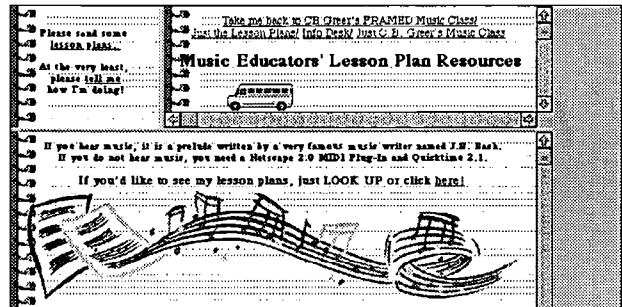 Please send some
lesson plans.
At the very least,
please tell me
how I'm doing!
Take me back to CB Greer's FRAMED Music Class/
Just the Lesson Plans/ Info Desk/ Just C.B. Greer's Music Class
Music Educators' Lesson Plan Resources
If you hear music, it is a prelude written by a very famous music writer named J.S. Bach.
If you do not hear music, you need a Netscape 2.0 MIDI Plug-In and Quicktime 2.1.
If you'd like to see my lesson plans, just LOOK UP or click here!